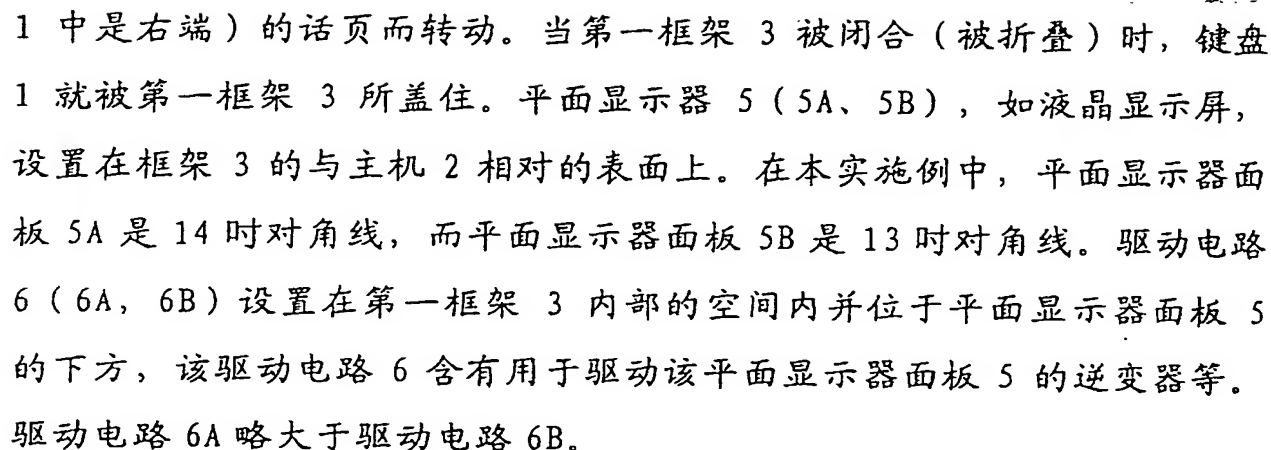 1 中是右端）的话页而转动。当第一框架 3 被闭合（被折叠）时，键盘
1 就被第一框架 3 所盖住。平面显示器 5（5A、5B），如液晶显示屏，
设置在框架 3 的与主机 2 相对的表面上。在本实施例中，平面显示器面
板 5A 是 14 吋对角线，而平面显示器面板 5B 是 13 吋对角线。驱动电路
6（6A，6B）设置在第一框架 3 内部的空间内并位于平面显示器面板 5
的下方，该驱动电路 6 含有用于驱动该平面显示器面板 5 的逆变器等。
驱动电路 6A 略大于驱动电路 6B。